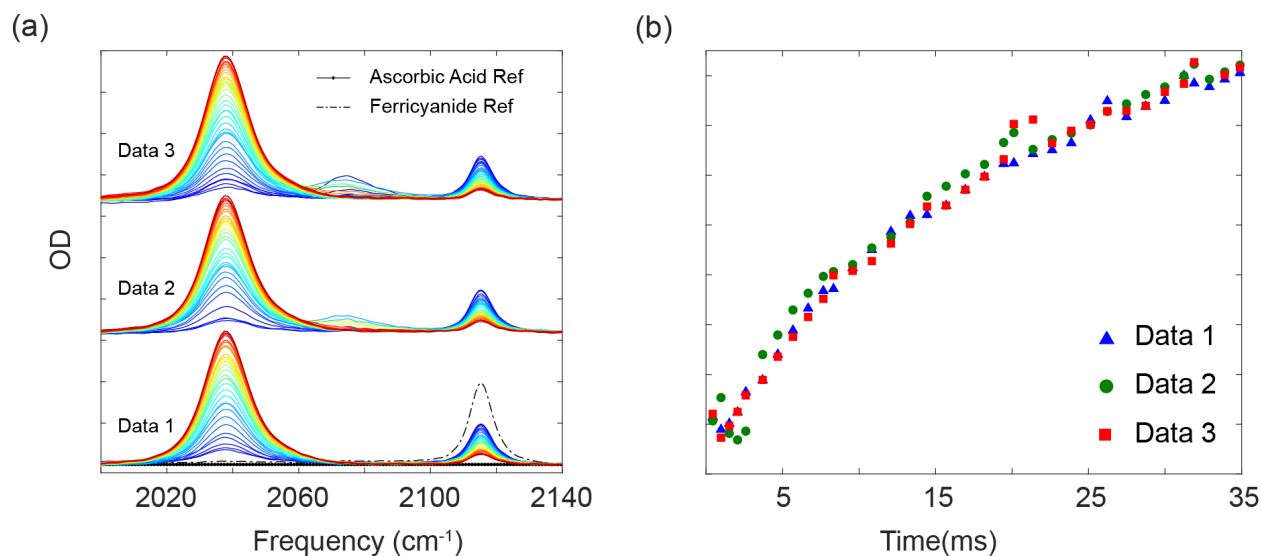 (a)
OD
Data 3
Data 2
Data 1
Ascorbic Acid Ref
Ferricyanide Ref
2020 2060 2100 2140
Frequency (cm⁻¹)
(b)
Data 1
Data 2
Data 3
5 15 25 35
Time(ms)